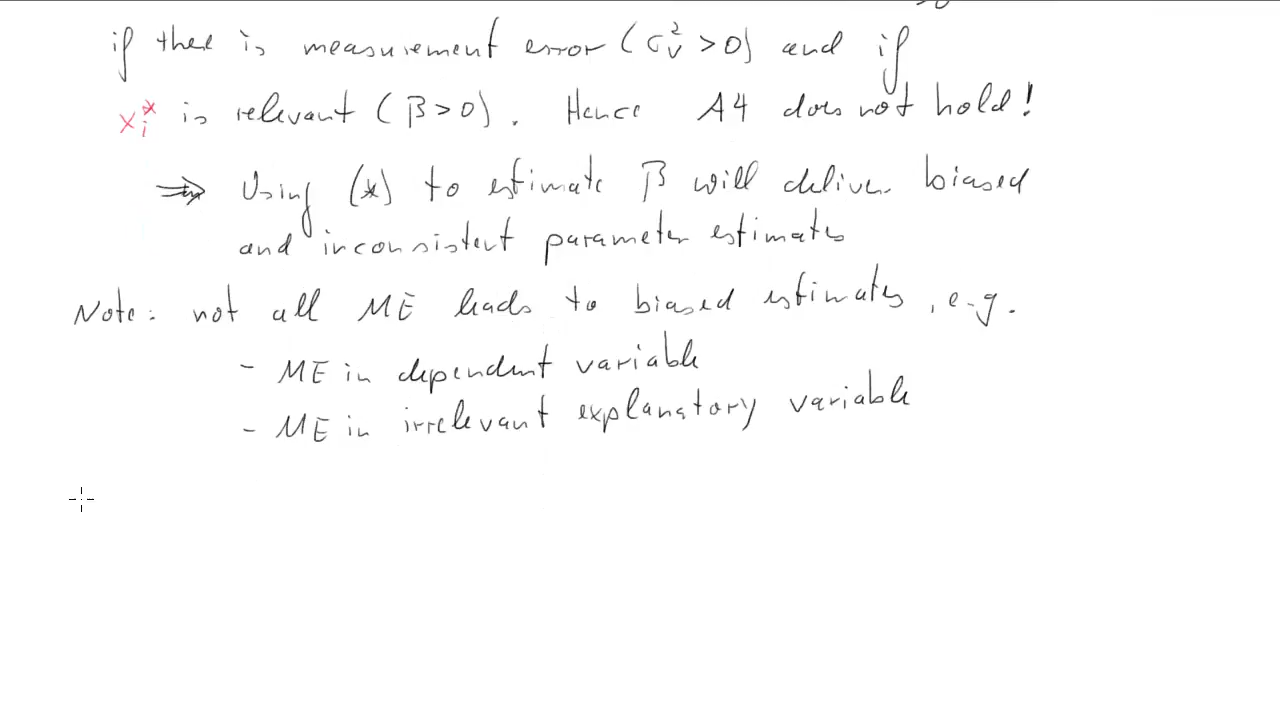 if there is measurement error (σ_v² > 0) and if
x_i* is relevant (β > 0). Hence A4 does not hold!
⇒ Using (*) to estimate β will deliver biased
and inconsistent parameter estimates
Note: not all ME leads to biased estimates, e.g.
- ME in dependent variable
- ME in irrelevant explanatory variable